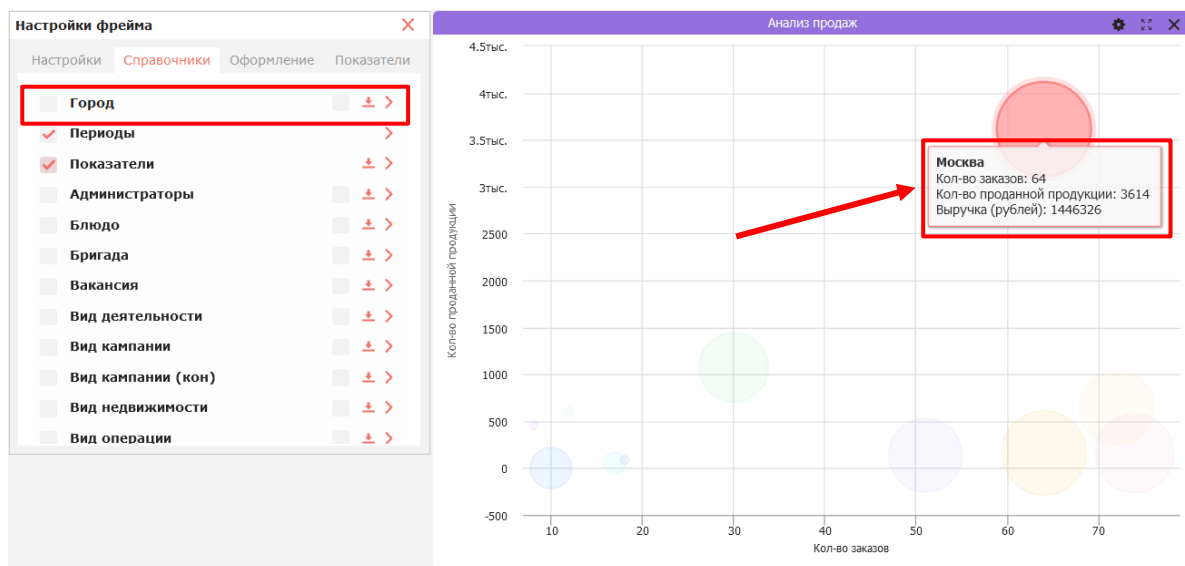 Настройки фрейма
Настройки Справочники Оформление Показатели
Город
Периоды
Показатели
Администраторы
Блюдо
Бригада
Вакансия
Вид деятельности
Вид кампании
Вид кампании (кон)
Вид недвижимости
Вид операции
Анализ продаж
4.5тыс.
4тыс.
3.5тыс.
3тыс.
2500
2000
1500
1000
500
0
-500
Кол-во проданной продукции
Москва
Кол-во заказов: 64
Кол-во проданной продукции: 3614
Выручка (рублей): 1446326
10 20 30 40 50 60 70
Кол-во заказов